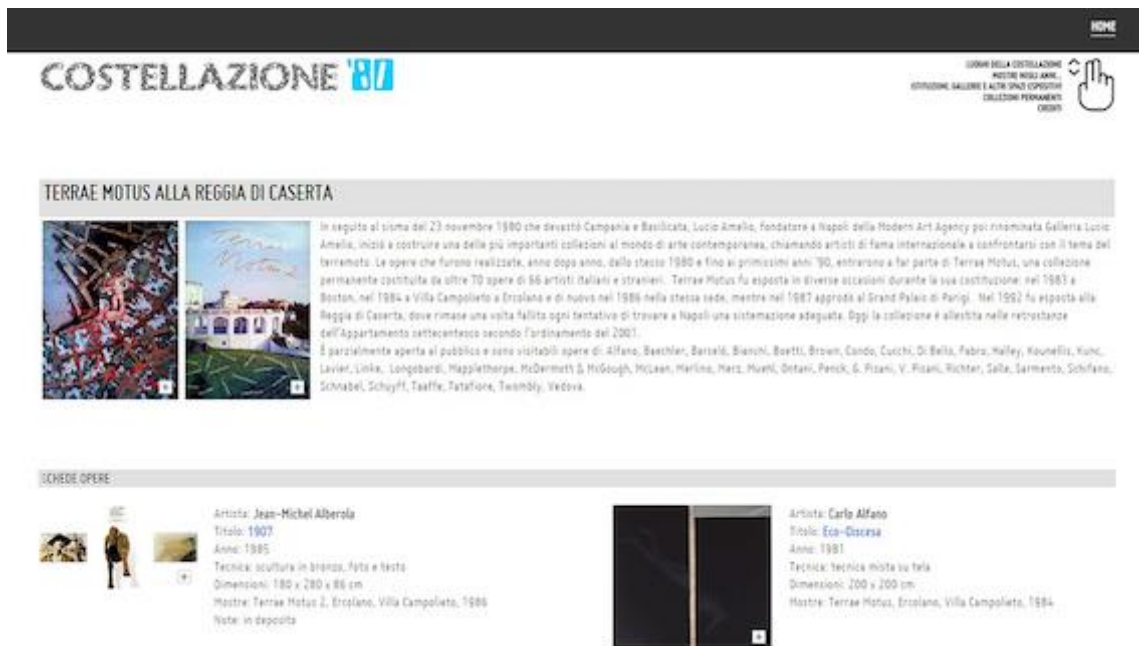 HOME
COSTELLAZIONE '87
LUOGHI DELLA COSTELLAZIONE
MOSTRE NEGLI ANNI...
ISTITUZIONI, GALLERIE E ALTRI SPAZI ESPOSITIVI
COLLEZIONI PERMANENTI
CREDITI
TERRAE MOTUS ALLA REGGIA DI CASERTA
Terrae
Motus
In seguito al sisma del 23 novembre 1980 che devastò Campania e Basilicata, Lucio Amelio, fondatore a Napoli della Modern Art Agency poi rinominata Galleria Lucio
Amelio, iniziò a costruire una delle più importanti collezioni al mondo di arte contemporanea, chiamando artisti di fama internazionale a confrontarsi con il tema del
terremoto. Le opere che furono realizzate, anno dopo anno, dallo stesso 1980 e fino ai primissimi anni '90, entrarono a far parte di Terrae Motus, una collezione
permanente costituita da oltre 70 opere di 66 artisti italiani e stranieri. Terrae Motus fu esposta in diverse occasioni durante la sua costituzione: nel 1983 a
Boston, nel 1984 a Villa Campolieto a Ercolano e di nuovo nel 1986 nella stessa sede, mentre nel 1987 approdò al Grand Palais di Parigi. Nel 1992 fu esposta alla
Reggia di Caserta, dove rimase una volta fallito ogni tentativo di trovare a Napoli una sistemazione adeguata. Oggi la collezione è allestita nelle retrostanze
dell'Appartamento settecentesco secondo l'ordinamento del 2001.
È parzialmente aperta al pubblico e sono visitabili opere di: Alfano, Baechler, Barceló, Bianchi, Boetti, Brown, Condo, Cucchi, Di Bello, Fabro, Halley, Kounellis, Kunc,
Lavier, Linke, Longobardi, Mapplethorpe, McDermott & McGough, McLean, Merlino, Merz, Muehl, Ontani, Penck, G. Pisani, V. Pisani, Richter, Salle, Sarmento, Schifano,
Schnabel, Schuyff, Taaffe, Tatafiore, Twombly, Vedova.
SCHEDE OPERE
Artista: Jean-Michel Alberola
Titolo: 1907
Anno: 1985
Tecnica: scultura in bronzo, foto e testo
Dimensioni: 180 x 280 x 86 cm
Mostre: Terrae Motus 2, Ercolano, Villa Campolieto, 1986
Note: in deposito
Artista: Carlo Alfano
Titolo: Eco-Discesa
Anno: 1981
Tecnica: tecnica mista su tela
Dimensioni: 200 x 200 cm
Mostre: Terrae Motus, Ercolano, Villa Campolieto, 1984